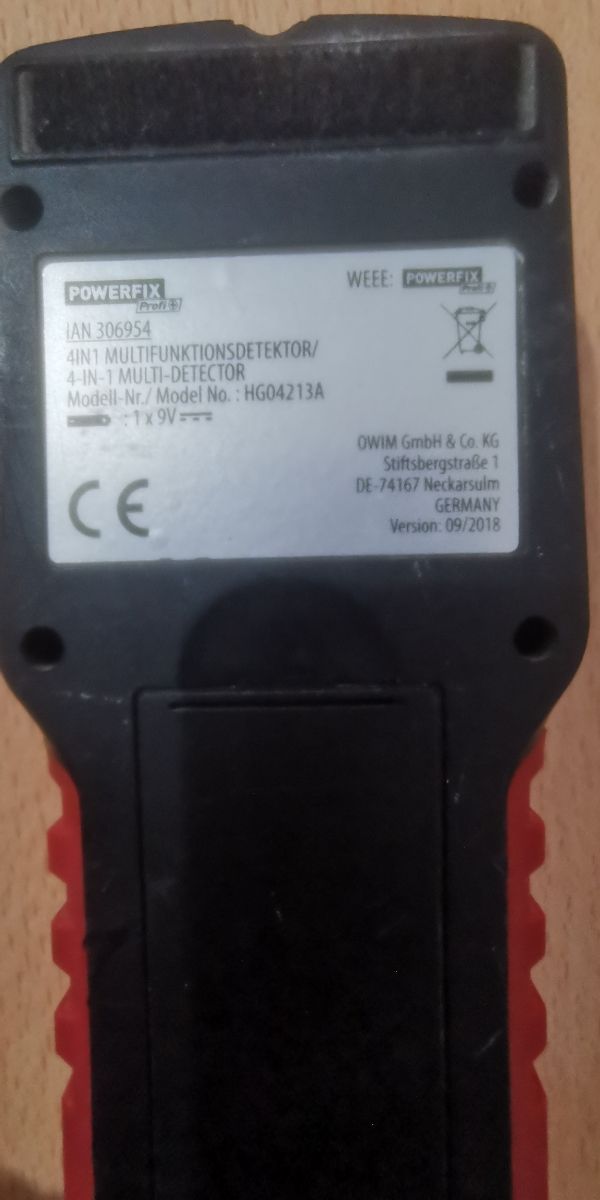 POWERFIX
Profi+
WEEE: POWERFIX
Profi+
IAN 306954
4IN1 MULTIFUNKTIONSDETEKTOR/
4-IN-1 MULTI-DETECTOR
Modell-Nr./ Model No. : HG04213A
: 1 x 9V
CE
OWIM GmbH & Co. KG
Stiftsbergstraße 1
DE-74167 Neckarsulm
GERMANY
Version: 09/2018